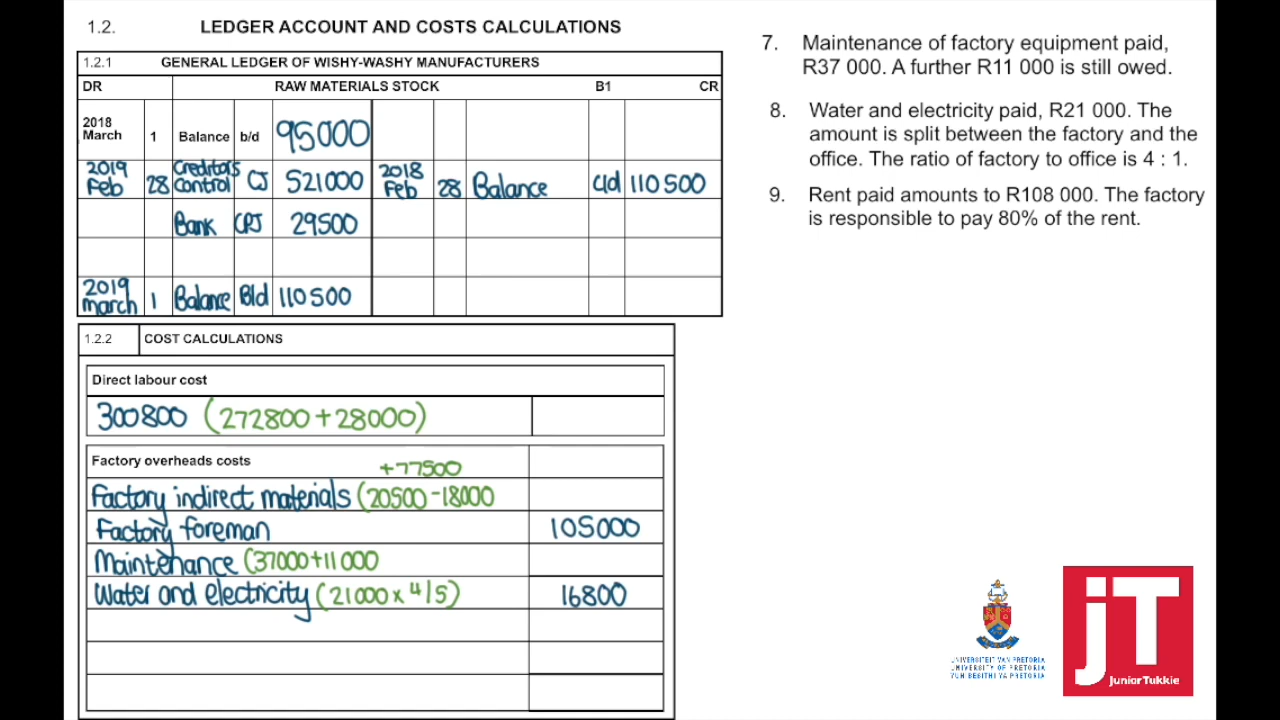 1.2. LEDGER ACCOUNT AND COSTS CALCULATIONS
1.2.1 GENERAL LEDGER OF WISHY-WASHY MANUFACTURERS
DR RAW MATERIALS STOCK B1 CR
2018 March 1 Balance b/d 95000
2019 Feb 28 Creditors Control CJ 521000 2018 Feb 28 Balance c/d 110500
Bank CPJ 29500
2019 March 1 Balance B/d 110500
1.2.2 COST CALCULATIONS
Direct labour cost
300800 (272800+28000)
Factory overheads costs
+77500
Factory indirect materials (20500-18000
Factory foreman 105000
Maintenance (37000+11000
Water and electricity (21000x4/5) 16800
7. Maintenance of factory equipment paid,
R37 000. A further R11 000 is still owed.
8. Water and electricity paid, R21 000. The
amount is split between the factory and the
office. The ratio of factory to office is 4 : 1.
9. Rent paid amounts to R108 000. The factory
is responsible to pay 80% of the rent.
UNIVERSITEIT VAN PRETORIA
UNIVERSITY OF PRETORIA
YUNIBESITHI YA PRETORIA
jT
Junior Tukkie